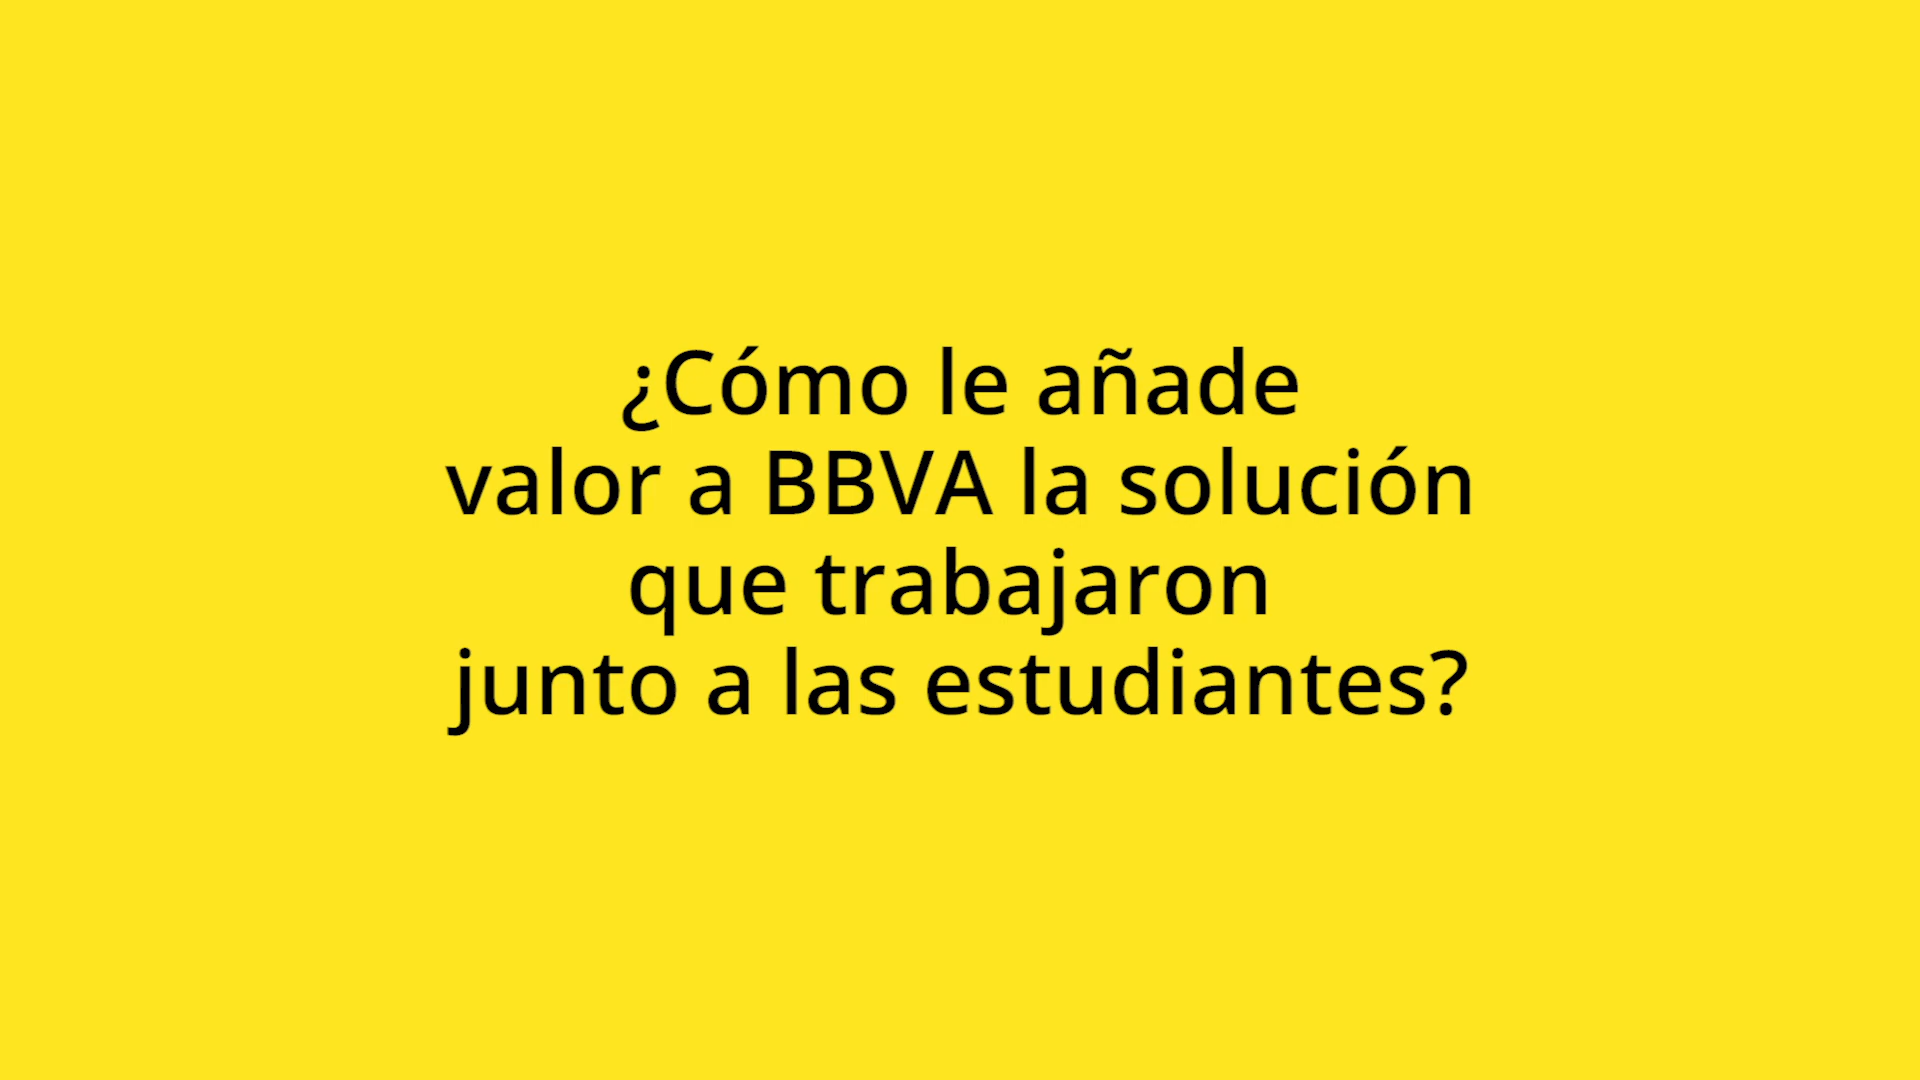 ¿Cómo le añade
valor a BBVA la solución
que trabajaron
junto a las estudiantes?